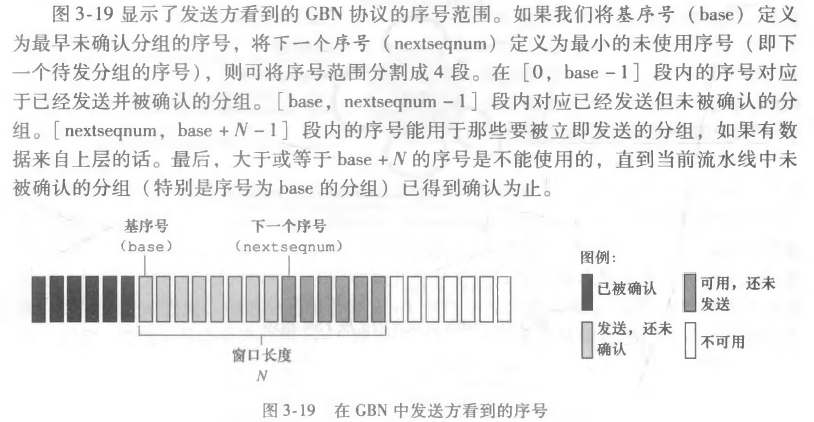 图 3-19 显示了发送方看到的 GBN 协议的序号范围。如果我们将基序号（base）定义
为最早未确认分组的序号，将下一个序号（nextseqnum）定义为最小的未使用序号（即下
一个待发分组的序号），则可将序号范围分割成 4 段。在［0，base－1］段内的序号对应
于已经发送并被确认的分组。［base，nextseqnum－1］段内对应已经发送但未被确认的分
组。［nextseqnum，base＋N－1］段内的序号能用于那些要被立即发送的分组，如果有数
据来自上层的话。最后，大于或等于 base＋N 的序号是不能使用的，直到当前流水线中未
被确认的分组（特别是序号为 base 的分组）已得到确认为止。
基序号
（base）
下一个序号
（nextseqnum）
窗口长度
N
图例：
已被确认
可用，还未
发送
发送，还未
确认
不可用
图 3-19 在 GBN 中发送方看到的序号